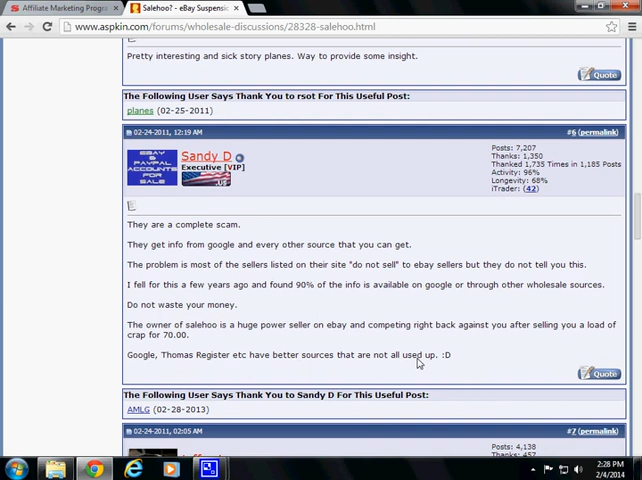 Affiliate Marketing Progra
Salehoo? - eBay Suspensi
www.aspkin.com/forums/wholesale-discussions/28328-salehoo.html
Pretty interesting and sick story planes. Way to provide some insight.
Quote
The Following User Says Thank You to rsot For This Useful Post:
planes (02-25-2011)
02-24-2011, 12:19 AM
#6 (permalink)
EBAY & PAYPAL ACCOUNTS FOR SALE
Sandy D
Executive [VIP]
.US
Posts: 7,207
Thanks: 1,350
Thanked 1,735 Times in 1,185 Posts
Activity: 96%
Longevity: 68%
iTrader: (42)
They are a complete scam.
They get info from google and every other source that you can get.
The problem is most of the sellers listed on their site "do not sell" to ebay sellers but they do not tell you this.
I fell for this a few years ago and found 90% of the info is available on google or through other wholesale sources.
Do not waste your money.
The owner of salehoo is a huge power seller on ebay and competing right back against you after selling you a load of
crap for 70.00.
Google, Thomas Register etc have better sources that are not all used up. :D
Quote
The Following User Says Thank You to Sandy D For This Useful Post:
AMLG (02-28-2013)
02-24-2011, 02:05 AM
#7 (permalink)
Posts: 4,138
2:28 PM
2/4/2014